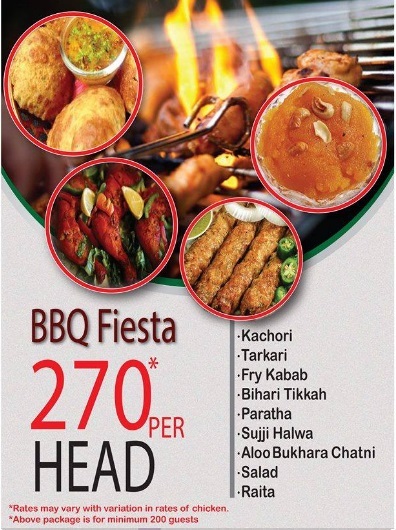 BBQ Fiesta
270*
PER
HEAD
·Kachori
·Tarkari
·Fry Kabab
·Bihari Tikkah
·Paratha
·Sujji Halwa
·Aloo Bukhara Chatni
·Salad
·Raita
*Rates may vary with variation in rates of chicken.
*Above package is for minimum 200 guests